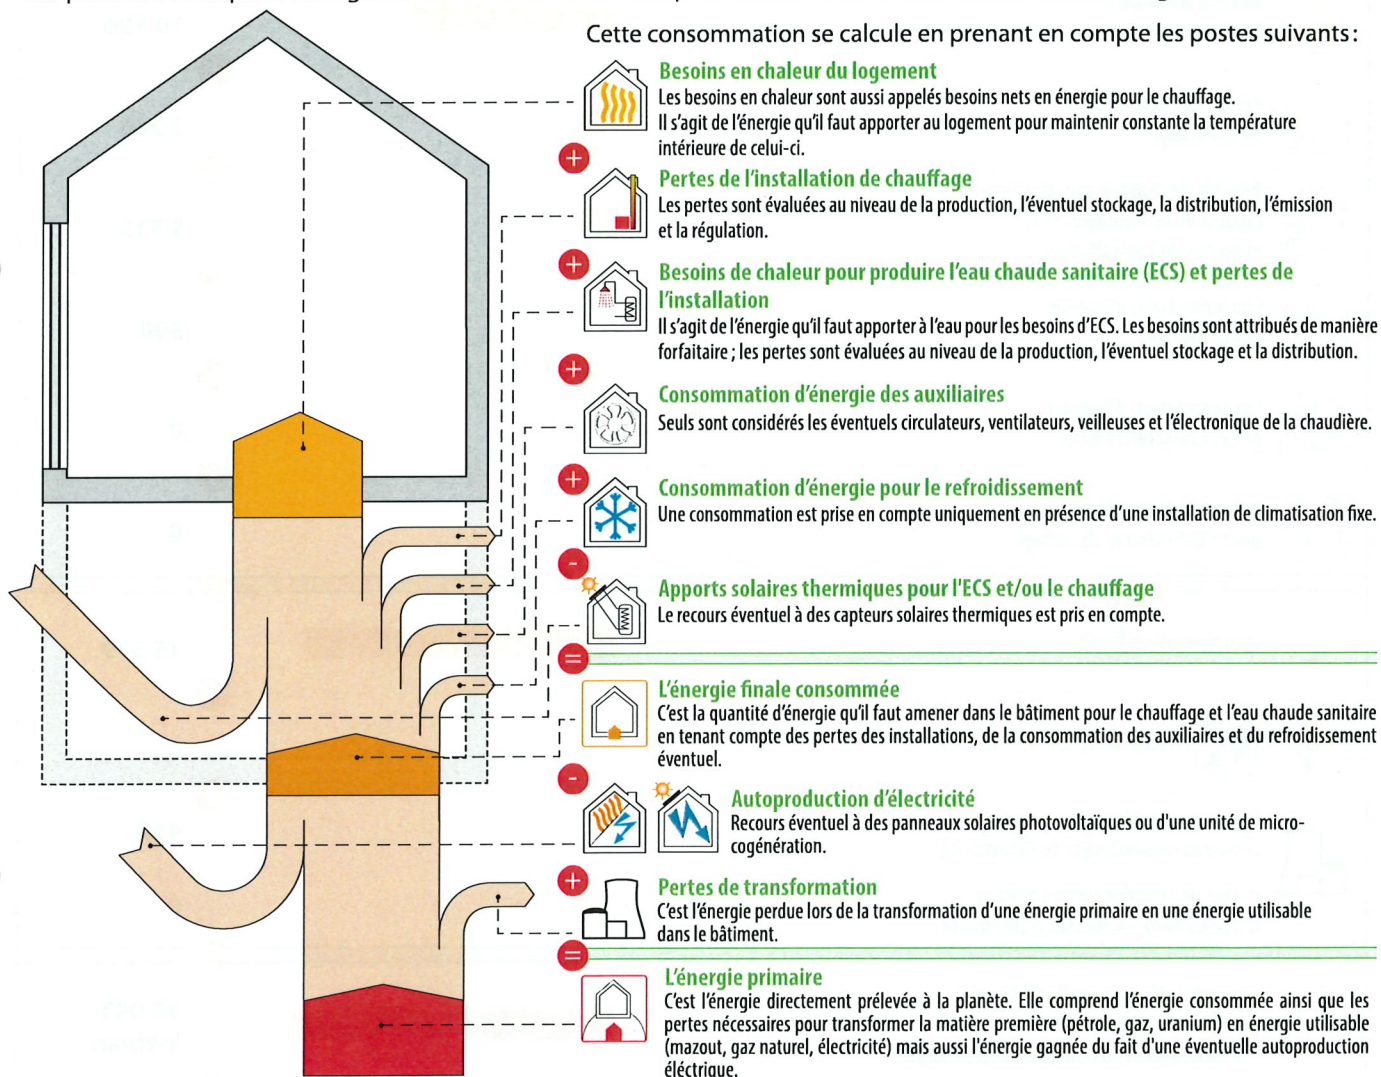 Cette consommation se calcule en prenant en compte les postes suivants :
Besoins en chaleur du logement
Les besoins en chaleur sont aussi appelés besoins nets en énergie pour le chauffage.
Il s'agit de l'énergie qu'il faut apporter au logement pour maintenir constante la température
intérieure de celui-ci.
+
Pertes de l'installation de chauffage
Les pertes sont évaluées au niveau de la production, l'éventuel stockage, la distribution, l'émission
et la régulation.
+
Besoins de chaleur pour produire l'eau chaude sanitaire (ECS) et pertes de
l'installation
Il s'agit de l'énergie qu'il faut apporter à l'eau pour les besoins d'ECS. Les besoins sont attribués de manière
forfaitaire ; les pertes sont évaluées au niveau de la production, l'éventuel stockage et la distribution.
+
Consommation d'énergie des auxiliaires
Seuls sont considérés les éventuels circulateurs, ventilateurs, veilleuses et l'électronique de la chaudière.
+
Consommation d'énergie pour le refroidissement
Une consommation est prise en compte uniquement en présence d'une installation de climatisation fixe.
-
Apports solaires thermiques pour l'ECS et/ou le chauffage
Le recours éventuel à des capteurs solaires thermiques est pris en compte.
=
L'énergie finale consommée
C'est la quantité d'énergie qu'il faut amener dans le bâtiment pour le chauffage et l'eau chaude sanitaire
en tenant compte des pertes des installations, de la consommation des auxiliaires et du refroidissement
éventuel.
-
Autoproduction d'électricité
Recours éventuel à des panneaux solaires photovoltaïques ou d'une unité de micro-
cogénération.
+
Pertes de transformation
C'est l'énergie perdue lors de la transformation d'une énergie primaire en une énergie utilisable
dans le bâtiment.
=
L'énergie primaire
C'est l'énergie directement prélevée à la planète. Elle comprend l'énergie consommée ainsi que les
pertes nécessaires pour transformer la matière première (pétrole, gaz, uranium) en énergie utilisable
(mazout, gaz naturel, électricité) mais aussi l'énergie gagnée du fait d'une éventuelle autoproduction
éléctrique.